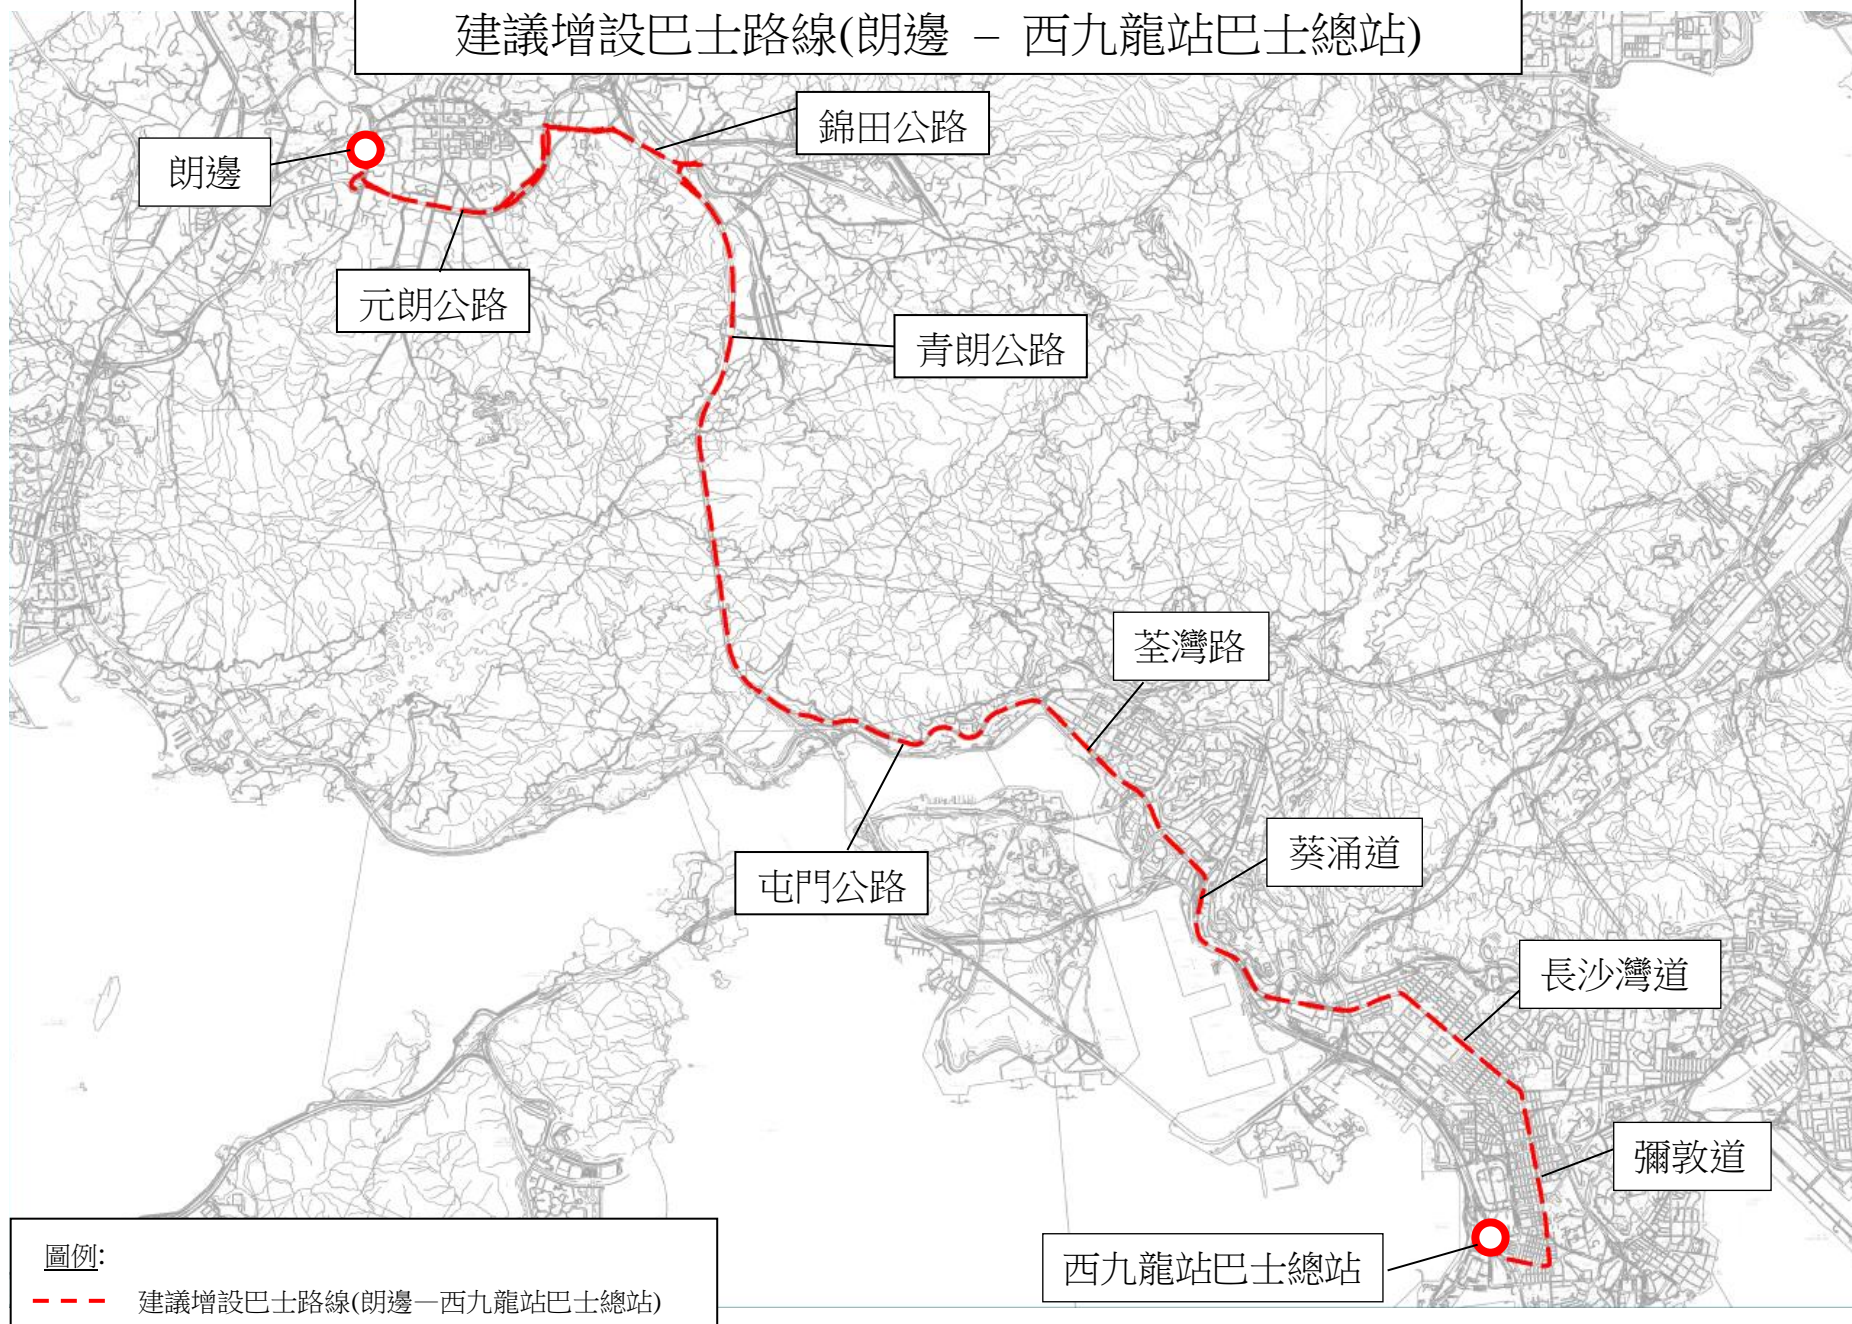 建議增設巴士路線(朗邊 – 西九龍站巴士總站)
錦田公路
朗邊
元朗公路
青朗公路
荃灣路
葵涌道
屯門公路
長沙灣道
彌敦道
西九龍站巴士總站
圖例:
建議增設巴士路線(朗邊—西九龍站巴士總站)